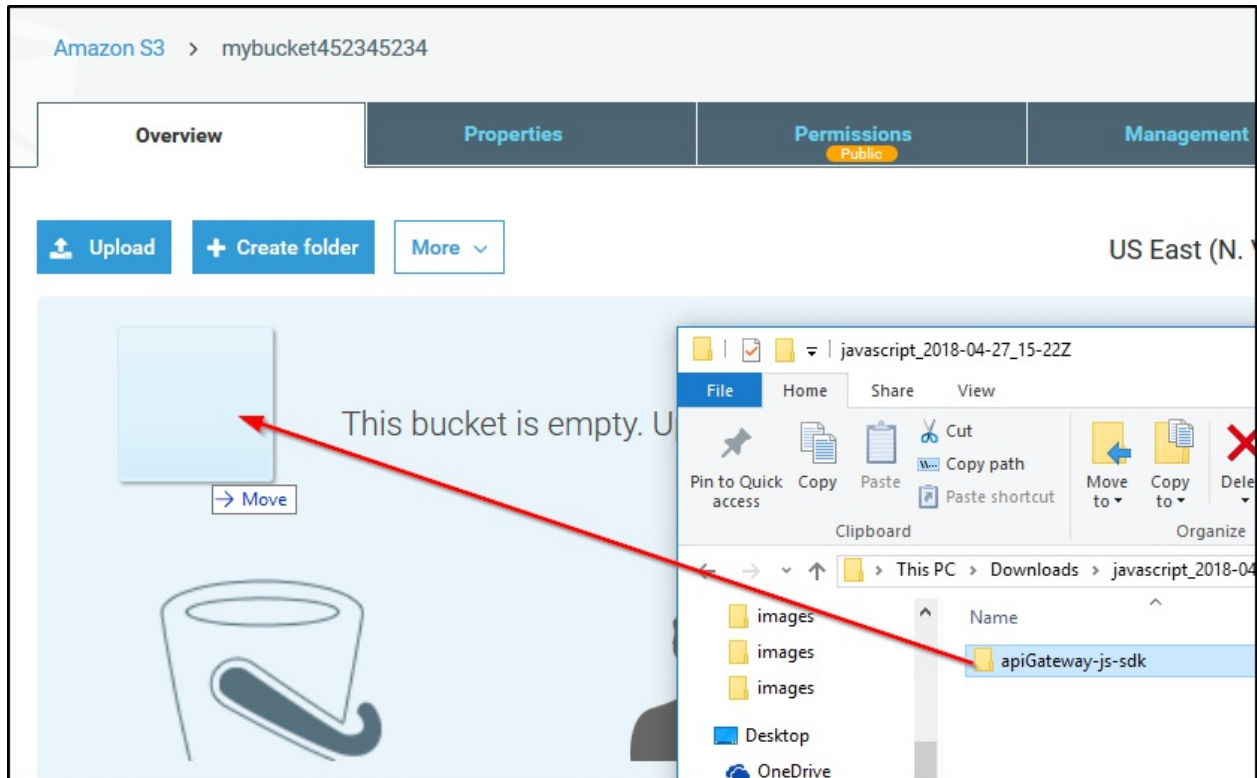 Amazon S3 > mybucket452345234
Overview Properties Permissions Management
Public
Upload + Create folder More US East (N.
This bucket is empty.
javascript_2018-04-27_15-22Z
File Home Share View
Pin to Quick access
Copy
Paste
Cut
Copy path
Paste shortcut
Move to
Copy to
Clipboard
Organize
This PC > Downloads > javascript_2018-04
Move
images
images
images
Desktop
OneDrive
Name
apiGateway-js-sdk